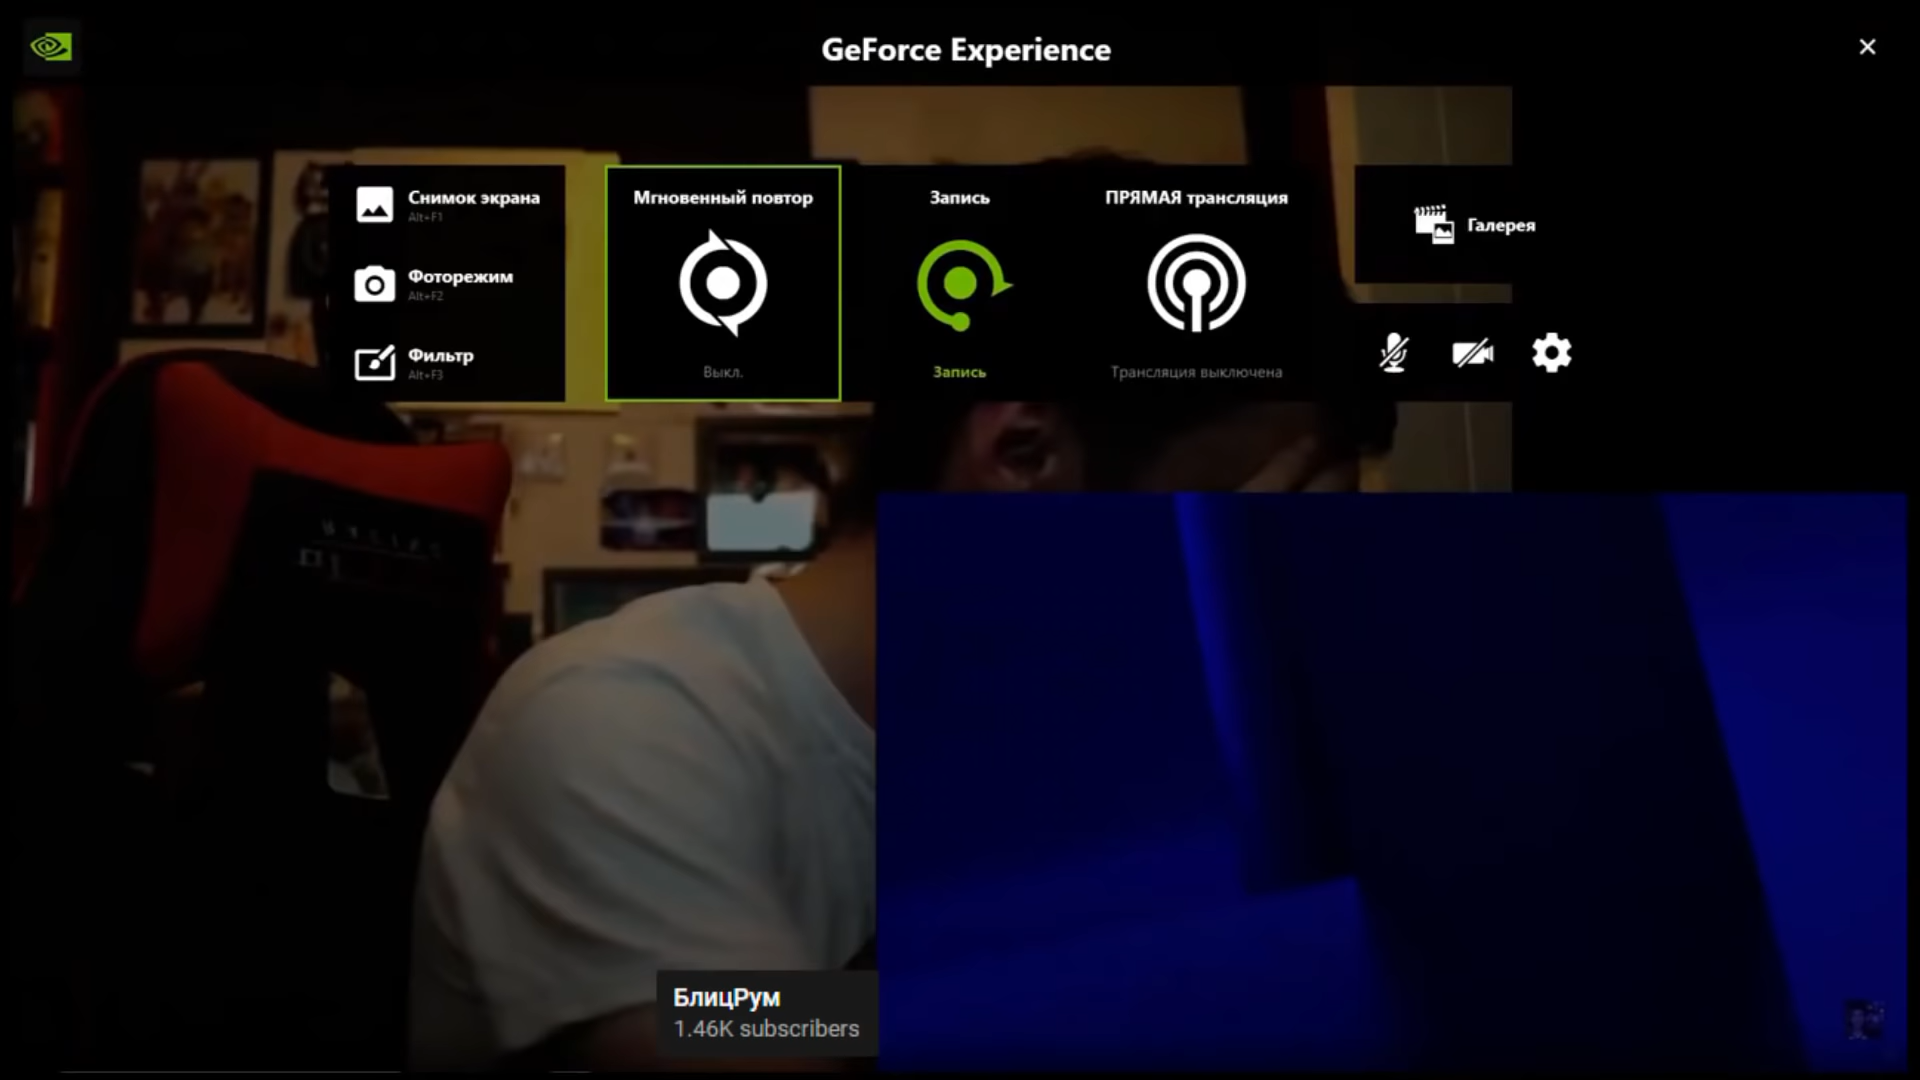 GeForce Experience
Снимок экрана
Alt+F1
Фоторежим
Alt+F2
Фильтр
Alt+F3
Мгновенный повтор
Выкл.
Запись
Запись
ПРЯМАЯ трансляция
Трансляция выключена
Галерея
БлицРум
1.46K subscribers